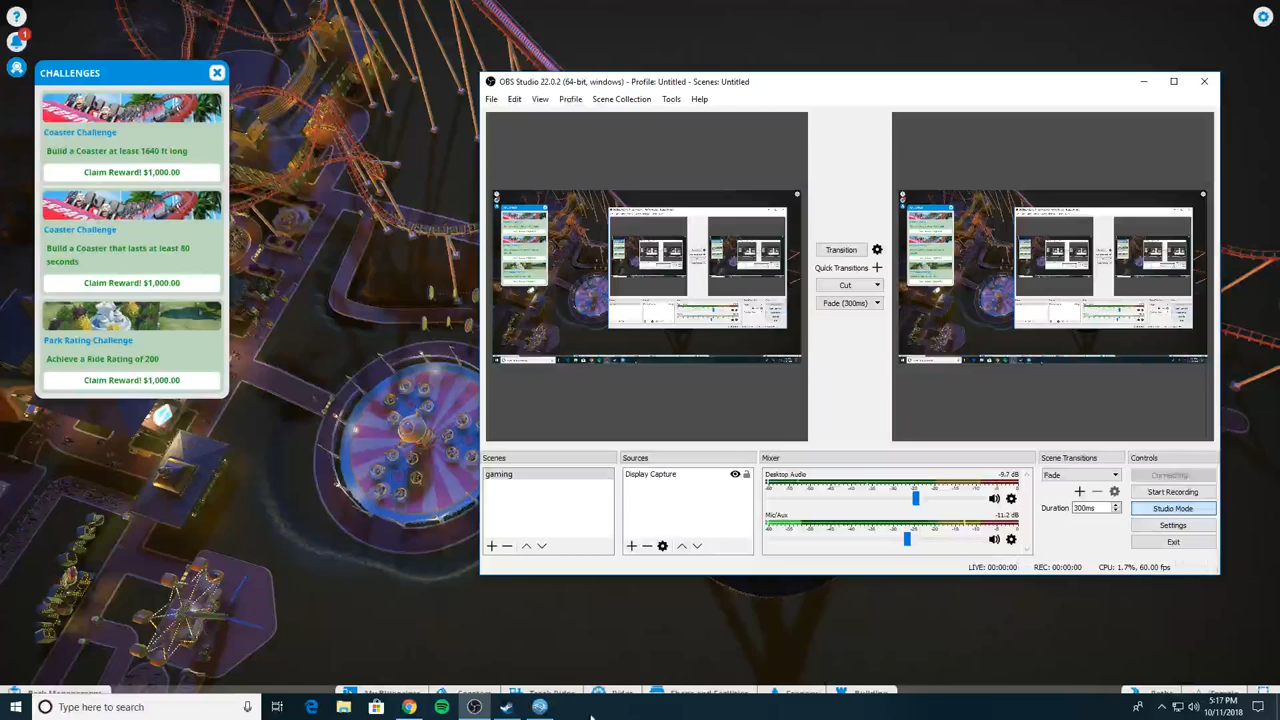 ?
1
CHALLENGES
Coaster Challenge
Build a Coaster at least 1640 ft long
Claim Reward! $1,000.00
Coaster Challenge
Build a Coaster that lasts at least 80
seconds
Claim Reward! $1,000.00
Park Rating Challenge
Achieve a Ride Rating of 200
Claim Reward! $1,000.00
OBS Studio 22.0.2 (64-bit, windows) - Profile: Untitled - Scenes: Untitled
File Edit View Profile Scene Collection Tools Help
Transition
Quick Transitions
Cut
Fade (300ms)
Scenes
gaming
Sources
Display Capture
Mixer
Desktop Audio -9.7 dB
Mic/Aux -11.2 dB
Scene Transitions
Fade
Duration 300ms
Controls
Connecting
Start Recording
Studio Mode
Settings
Exit
LIVE: 00:00:00 REC: 00:00:00 CPU: 1.7%, 60.00 fps
Type here to search
5:17 PM
10/11/2018